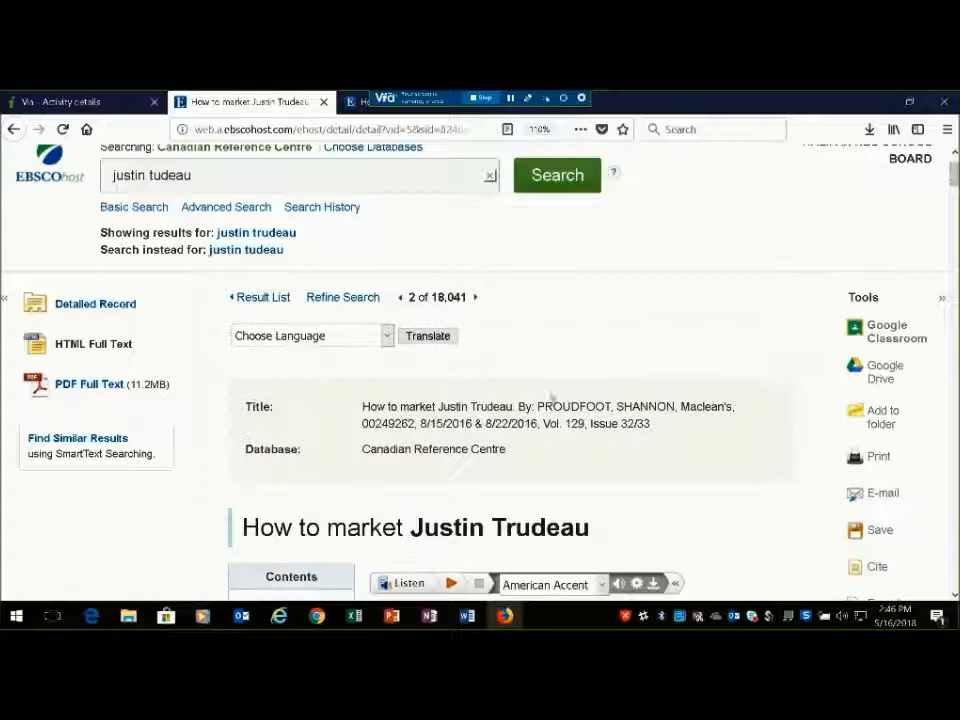 Via - Activity details
How to market Justin Trudeau
Via
Stop
web.a.ebscohost.com/ehost/detail/detail?vid=5&sid=
110%
Search
Searching: Canadian Reference Centre Choose Databases
BOARD
EBSCOhost
justin tudeau
Search
?
Basic Search Advanced Search Search History
Showing results for: justin trudeau
Search instead for: justin tudeau
Detailed Record
HTML Full Text
PDF Full Text (11.2MB)
Find Similar Results
using SmartText Searching.
Result List Refine Search 2 of 18,041
Choose Language Translate
Title: How to market Justin Trudeau. By: PROUDFOOT, SHANNON, Maclean's,
00249262, 8/15/2016 & 8/22/2016, Vol. 129, Issue 32/33
Database: Canadian Reference Centre
How to market Justin Trudeau
Contents
Listen American Accent
Tools
Google
Classroom
Google
Drive
Add to
folder
Print
E-mail
Save
Cite
2:46 PM
5/16/2018